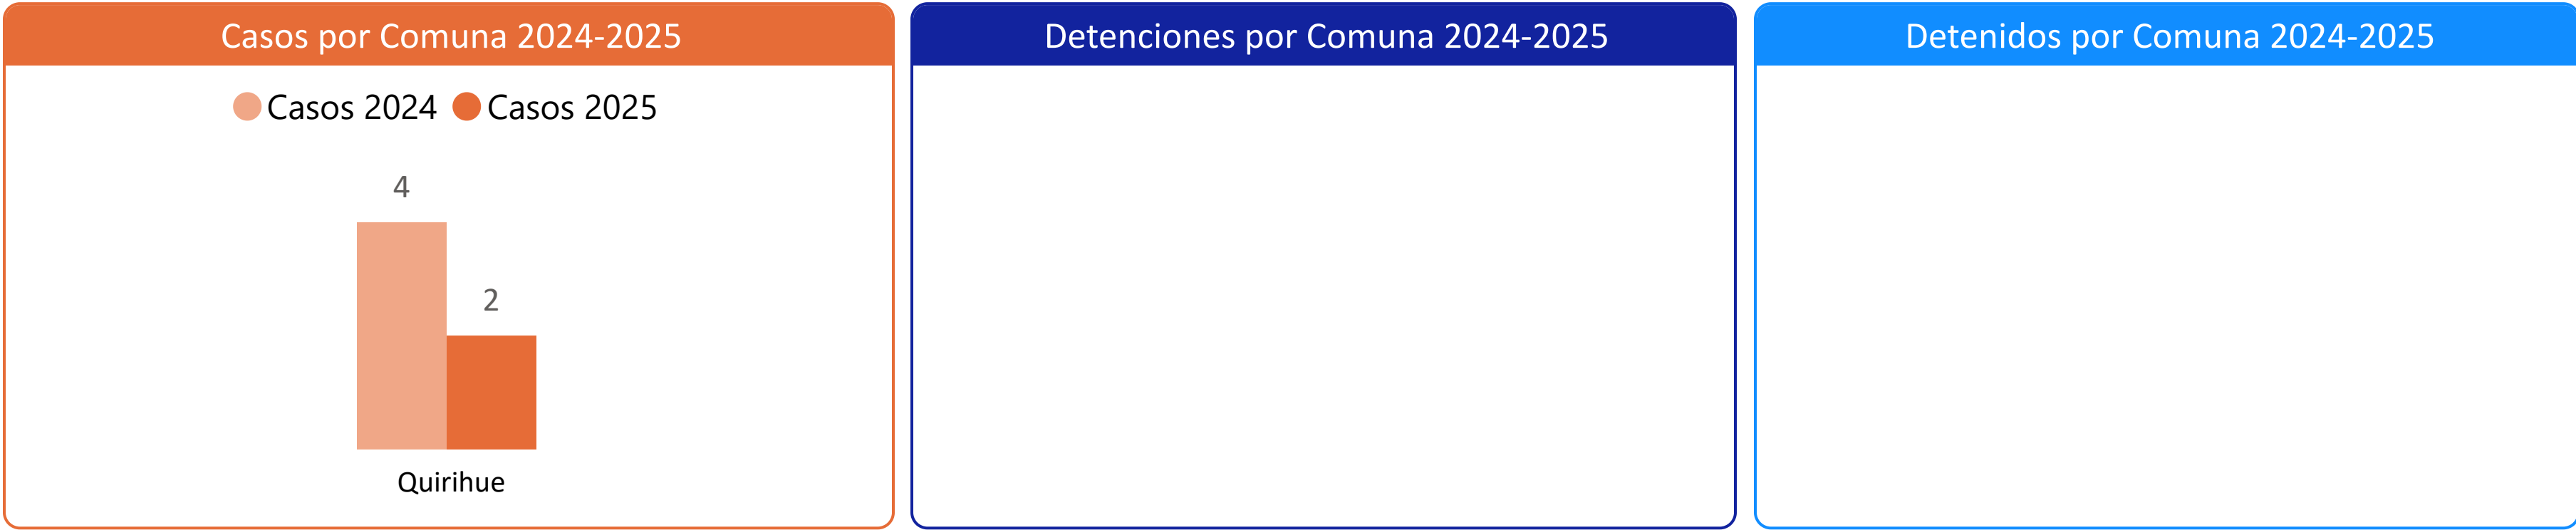 Casos por Comuna 2024-2025
Casos 2024 Casos 2025
4
2
Quirihue
Detenciones por Comuna 2024-2025
Detenidos por Comuna 2024-2025